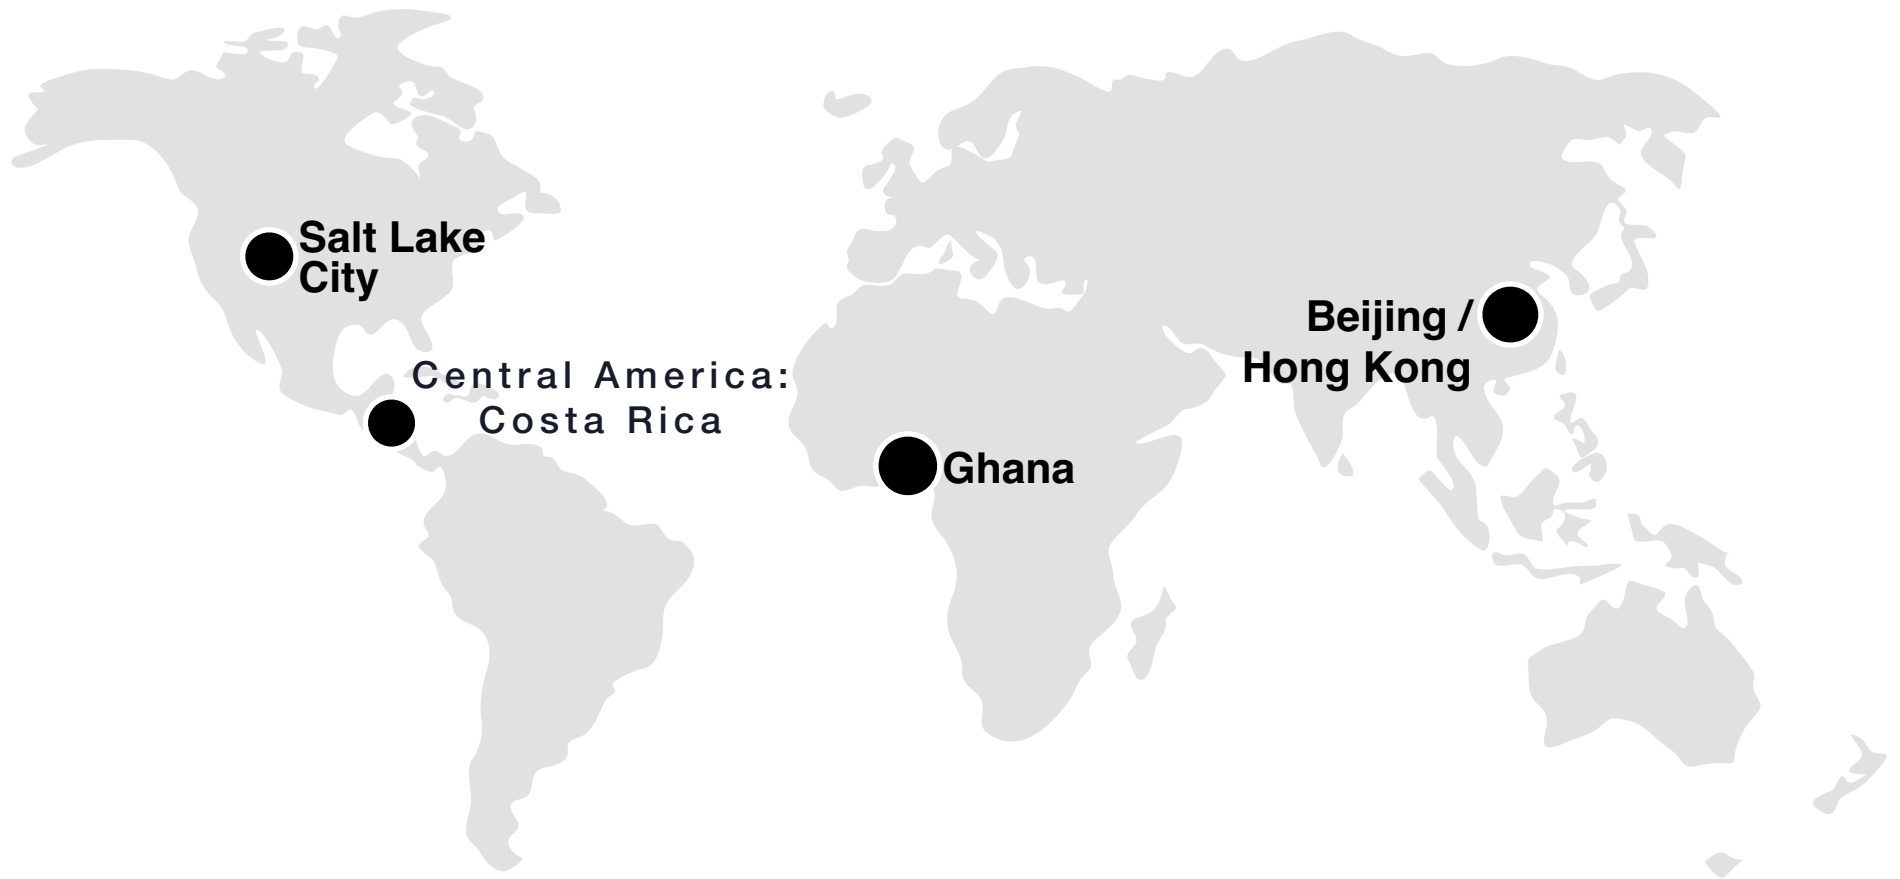 Salt Lake
City
Central America:
Costa Rica
Ghana
Beijing /
Hong Kong